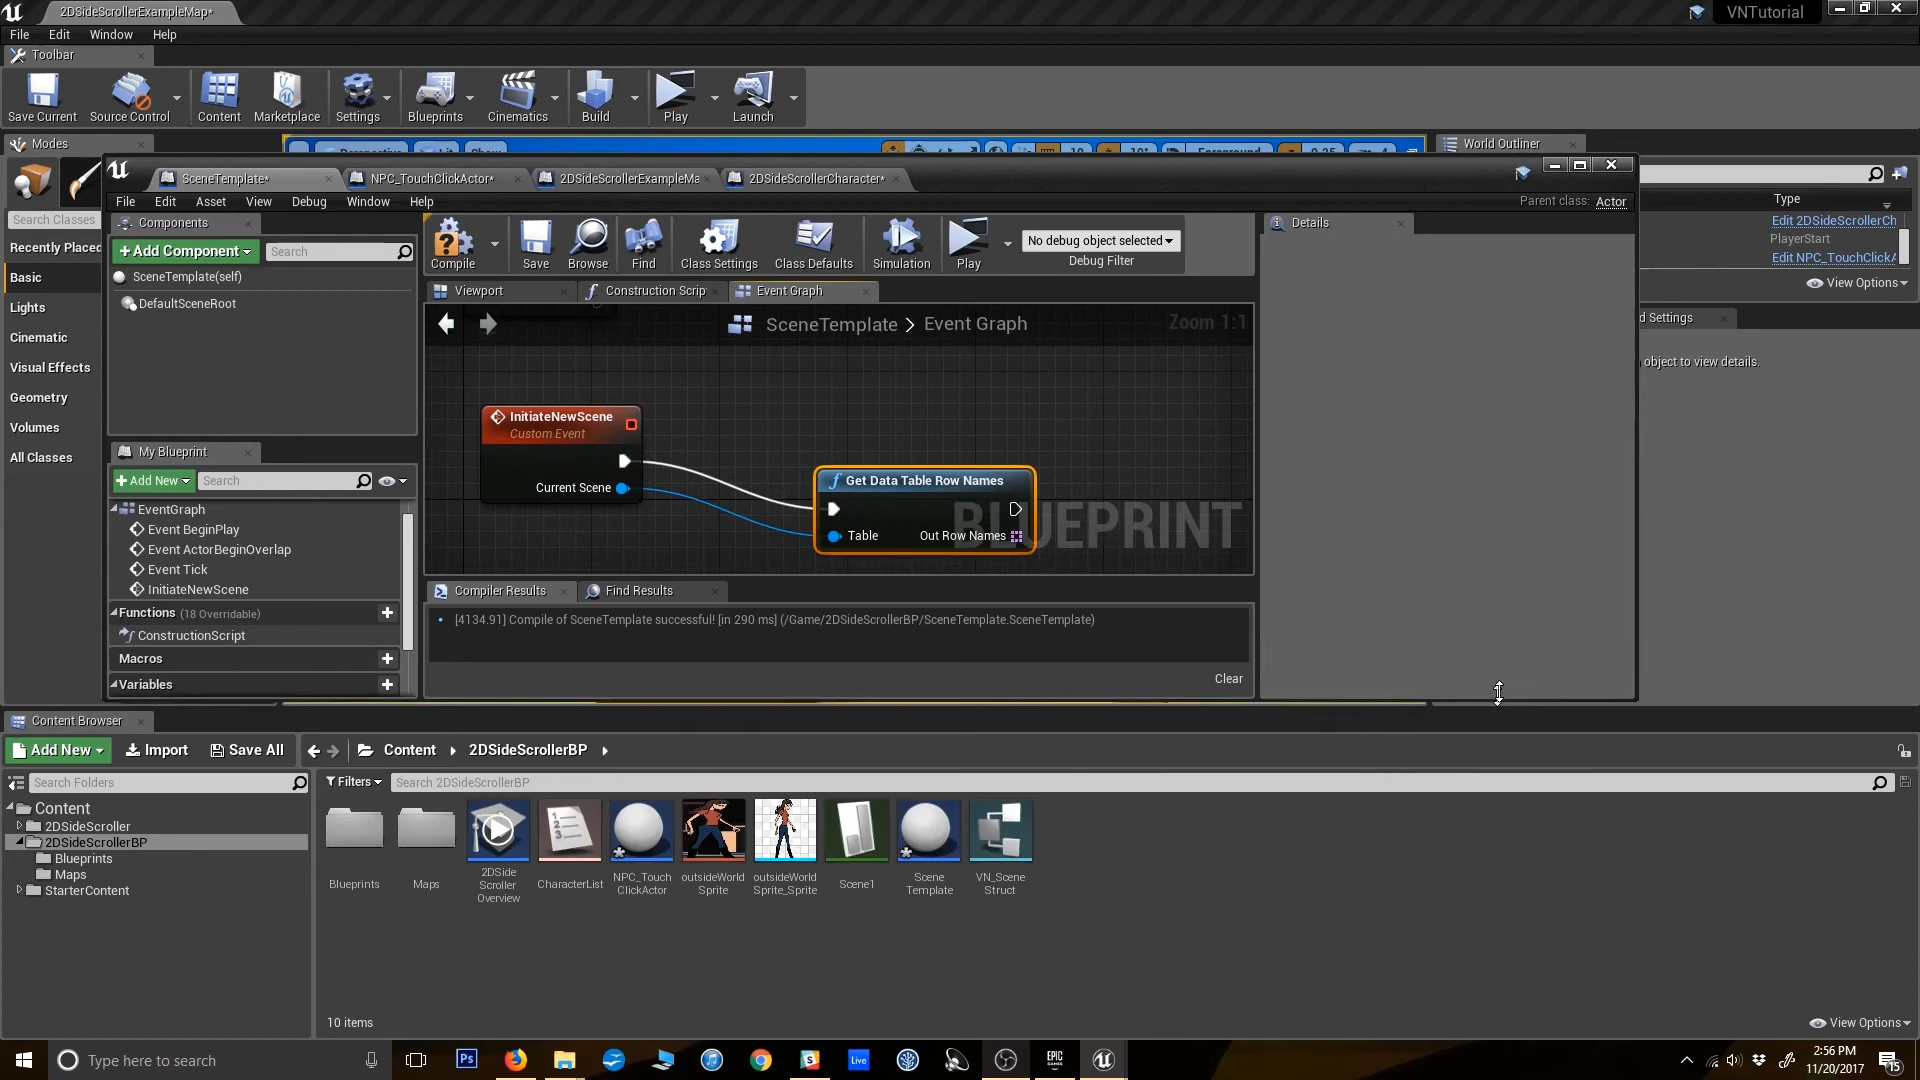 2DSideScrollerExampleMap*
VNTutorial
File Edit Window Help
Toolbar
Save Current Source Control Content Marketplace Settings Blueprints Cinematics Build Play Launch
Modes
World Outliner
SceneTemplate* NPC_TouchClickActor* 2DSideScrollerExampleMa 2DSideScrollerCharacter*
Type
File Edit Asset View Debug Window Help
Parent class: Actor
Search Classes
Components
Details
Edit 2DSideScrollerCh
PlayerStart
Edit NPC_TouchClickA
Recently Placed
+Add Component Search
Compile Save Browse Find Class Settings Class Defaults Simulation Play
No debug object selected
Debug Filter
Basic
SceneTemplate(self)
View Options
Lights
DefaultSceneRoot
Viewport Construction Scrip Event Graph
d Settings
SceneTemplate > Event Graph
Zoom 1:1
Cinematic
Visual Effects
object to view details.
Geometry
Volumes
All Classes
InitiateNewScene
Custom Event
Current Scene
Get Data Table Row Names
Table Out Row Names
BLUEPRINT
My Blueprint
+Add New Search
EventGraph
Event BeginPlay
Event ActorBeginOverlap
Event Tick
InitiateNewScene
Functions (18 Overridable) +
ConstructionScript
Macros +
Variables +
Compiler Results Find Results
[4134.91] Compile of SceneTemplate successful! [in 290 ms] (/Game/2DSideScrollerBP/SceneTemplate.SceneTemplate)
Clear
Content Browser
Add New Import Save All Content 2DSideScrollerBP
Search Folders
Filters Search 2DSideScrollerBP
Content
2DSideScroller
2DSideScrollerBP
Blueprints
Maps
StarterContent
Blueprints
Maps
2DSide
Scroller
Overview
CharacterList
NPC_Touch
ClickActor
outsideWorld
Sprite
outsideWorld
Sprite_Sprite
Scene1
Scene
Template
VN_Scene
Struct
10 items
View Options
Type here to search
Ps
Live
EPIC
GAMES
2:56 PM
11/20/2017
15